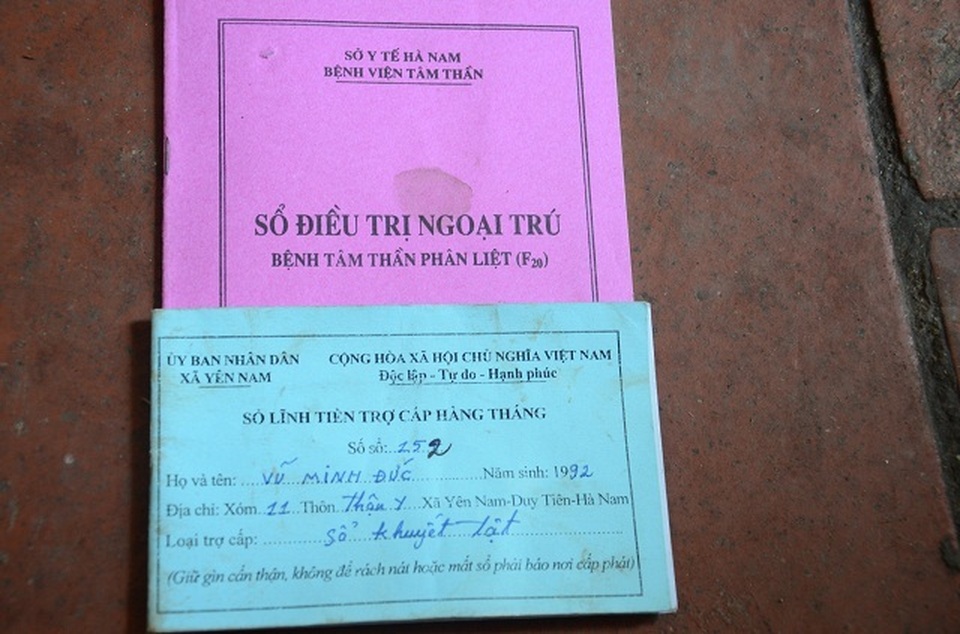 SỞ Y TẾ HÀ NAM
BỆNH VIỆN TÂM THẦN
SỔ ĐIỀU TRỊ NGOẠI TRÚ
BỆNH TÂM THẦN PHÂN LIỆT (F20)
ỦY BAN NHÂN DÂN
XÃ YÊN NAM
CỘNG HÒA XÃ HỘI CHỦ NGHĨA VIỆT NAM
Độc lập - Tự do - Hạnh phúc
SỔ LĨNH TIỀN TRỢ CẤP HÀNG THÁNG
Số sổ: 252
Họ và tên: VŨ MINH ĐỨC Năm sinh: 1992
Địa chỉ: Xóm 11 Thôn Thận Y Xã Yên Nam-Duy Tiên-Hà Nam
Loại trợ cấp: Sổ khuyết tật
(Giữ gìn cẩn thận, không để rách nát hoặc mất sổ phải báo nơi cấp phát)